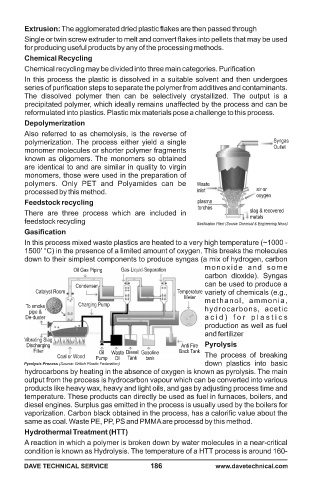 Extrusion: The agglomerated dried plastic flakes are then passed through
Single or twin screw extruder to melt and convert flakes into pellets that may be used
for producing useful products by any of the processing methods.
Chemical Recycling
Chemical recycling may be divided into three main categories. Purification
In this process the plastic is dissolved in a suitable solvent and then undergoes
series of purification steps to separate the polymer from additives and contaminants.
The dissolved polymer then can be selectively crystallized. The output is a
precipitated polymer, which ideally remains unaffected by the process and can be
reformulated into plastics. Plastic mix materials pose a challenge to this process.
Depolymerization
Also referred to as chemolysis, is the reverse of
polymerization. The process either yield a single
monomer molecules or shorter polymer fragments
known as oligomers. The monomers so obtained
are identical to and are similar in quality to virgin
monomers, those were used in the preparation of
polymers. Only PET and Polyamides can be
processed by this method.
Feedstock recycling
There are three process which are included in
feedstock recycling
Syngas
Outlet
Waste
inlet
air or
oxygen
plasma
torches
slag & recovered
metals
Gasification Plant (Source Chemical & Engineering News)
Gasification
In this process mixed waste plastics are heated to a very high temperature (~1000 -
1500' °C) in the presence of a limited amount of oxygen. This breaks the molecules
down to their simplest components to produce syngas (a mix of hydrogen, carbon
monoxide and some
carbon dioxide). Syngas
can be used to produce a
variety of chemicals (e.g.,
methanol, ammonia,
hydrocarbons, acetic
acid) for plastics
production as well as fuel
and fertilizer
Oil Gas Piping
Gas-Liquid Separation
Condenser
Catalyst Room
Temperature
Meter
Charging Pump
To smoke
pipe &
De-duster
Vibrating Slag
Discharging
Filter
Coal or Wood
Oil
Pump
Waste
Oil
Diesel
Tank
Gasoline
tank
Anti Fire
Back Tank
Pyrolysis Process (Source: British Plastic Federation)
Pyrolysis
The process of breaking
down plastics into basic
hydrocarbons by heating in the absence of oxygen is known as pyrolysis. The main
output from the process is hydrocarbon vapour which can be converted into various
products like heavy wax, heavy and light oils, and gas by adjusting process time and
temperature. These products can directly be used as fuel in furnaces, boilers, and
diesel engines. Surplus gas emitted in the process is usually used by the boilers for
vaporization. Carbon black obtained in the process, has a calorific value about the
same as coal. Waste PE, PP, PS and PMMA are processd by this method.
Hydrothermal Treatment (HTT)
A reaction in which a polymer is broken down by water molecules in a near-critical
condition is known as Hydrolysis. The temperature of a HTT process is around 160-
DAVE TECHNICAL SERVICE 186 www.davetechnical.com